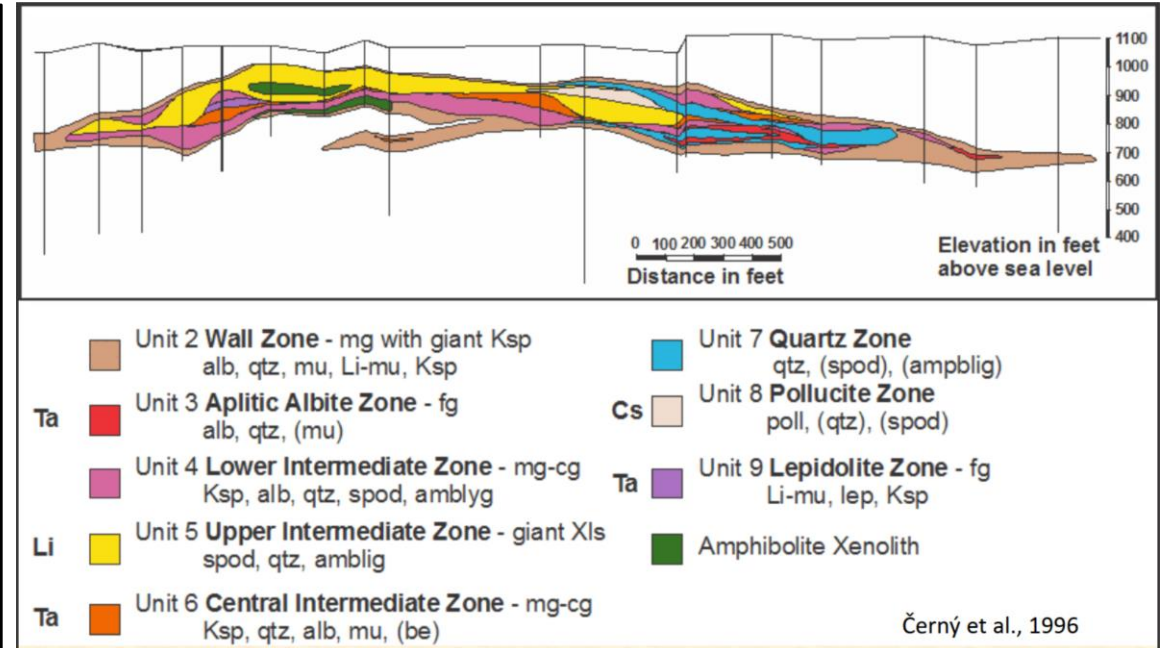 1100
1000
900
800
700
600
500
400
0 100 200 300 400 500
Distance in feet
Elevation in feet
above sea level
Unit 2 Wall Zone - mg with giant Ksp
alb, qtz, mu, Li-mu, Ksp
Ta
Unit 3 Aplitic Albite Zone - fg
alb, qtz, (mu)
Unit 4 Lower Intermediate Zone - mg-cg
Ksp, alb, qtz, spod, amblyg
Li
Unit 5 Upper Intermediate Zone - giant Xls
spod, qtz, amblig
Ta
Unit 6 Central Intermediate Zone - mg-cg
Ksp, qtz, alb, mu, (be)
Unit 7 Quartz Zone
qtz, (spod), (ampblig)
Cs
Unit 8 Pollucite Zone
poll, (qtz), (spod)
Ta
Unit 9 Lepidolite Zone - fg
Li-mu, lep, Ksp
Amphibolite Xenolith
Černý et al., 1996